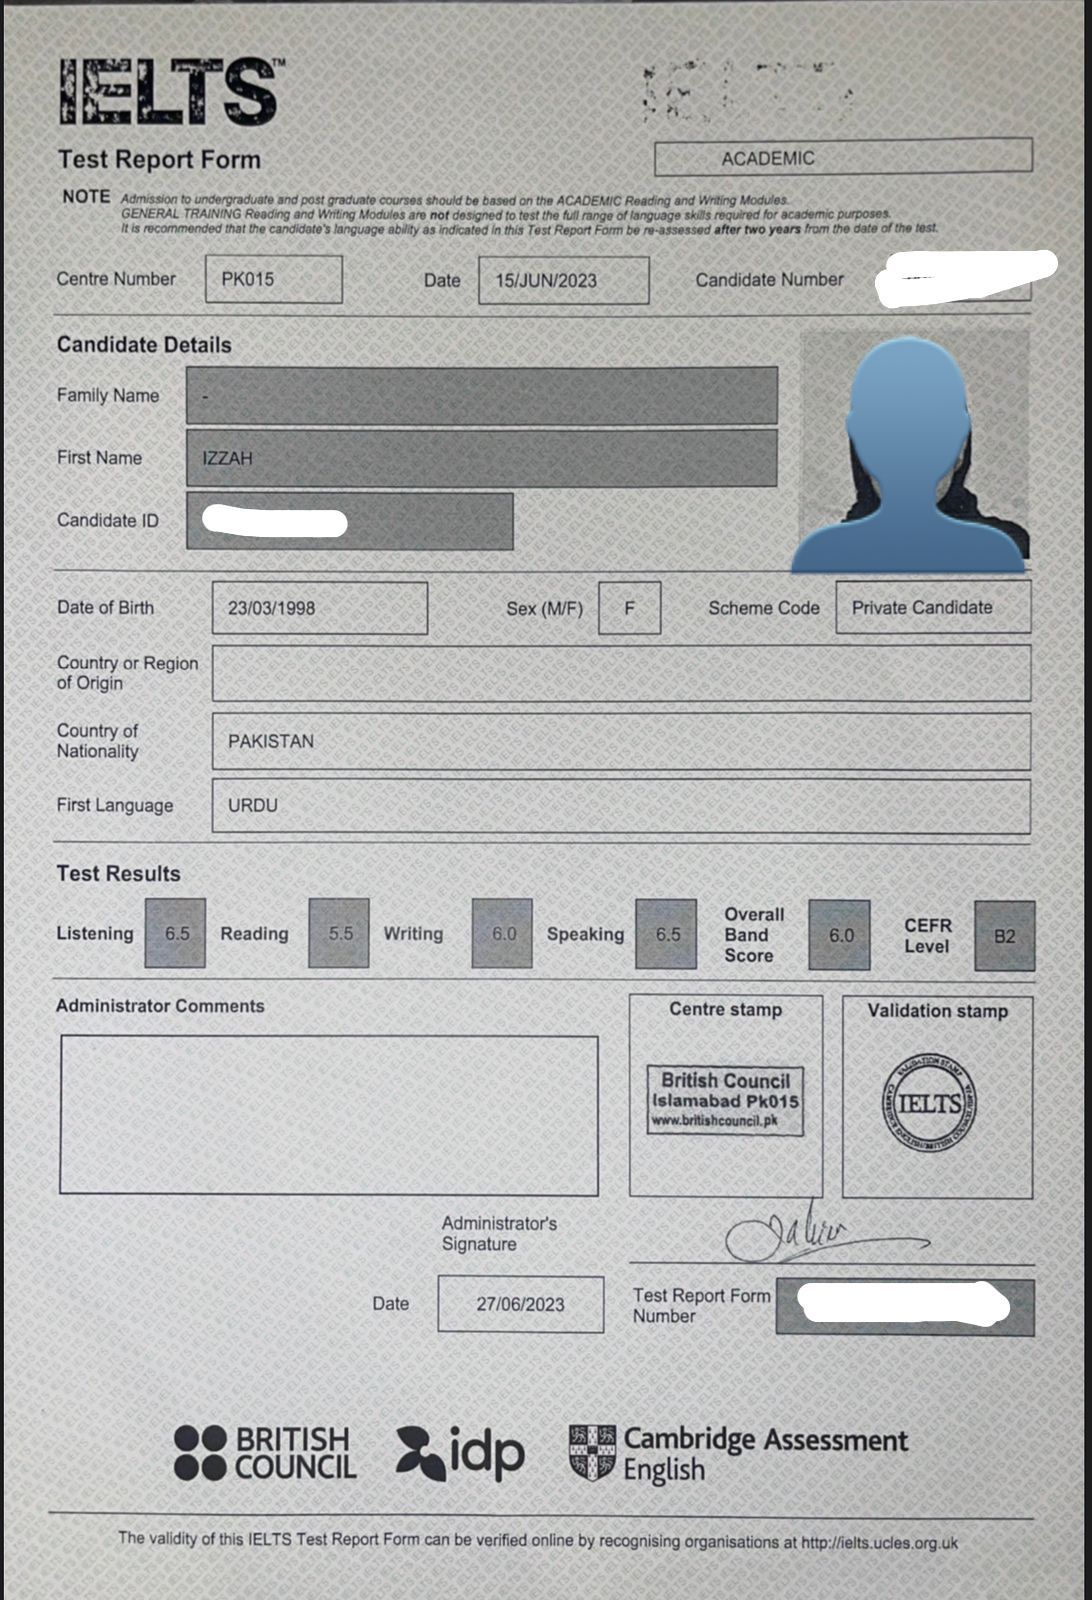 IELTS™
Test Report Form
ACADEMIC
NOTE Admission to undergraduate and post graduate courses should be based on the ACADEMIC Reading and Writing Modules.
GENERAL TRAINING Reading and Writing Modules are not designed to test the full range of language skills required for academic purposes.
It is recommended that the candidate's language ability as indicated in this Test Report Form be re-assessed after two years from the date of the test.
Centre Number PK015 Date 15/JUN/2023 Candidate Number
Candidate Details
Family Name -
First Name IZZAH
Candidate ID
Date of Birth 23/03/1998 Sex (M/F) F Scheme Code Private Candidate
Country or Region
of Origin
Country of
Nationality PAKISTAN
First Language URDU
Test Results
Listening 6.5 Reading 5.5 Writing 6.0 Speaking 6.5 Overall Band Score 6.0 CEFR Level B2
Administrator Comments
Centre stamp
British Council
Islamabad Pk015
www.britishcouncil.pk
Validation stamp
VALIDATION STAMP
IELTS
Administrator's
Signature
Date 27/06/2023
Test Report Form
Number
BRITISH
COUNCIL
idp
Cambridge Assessment
English
The validity of this IELTS Test Report Form can be verified online by recognising organisations at http://ielts.ucles.org.uk